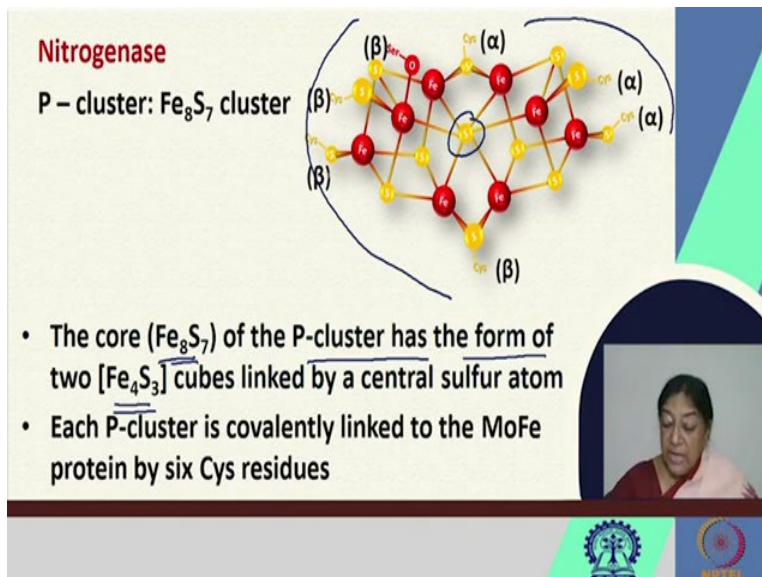 Nitrogenase
(β) Ser Cys (α)
S O S S
Fe Fe S Cys (α)
P – cluster: Fe₈S₇ cluster (β) Cys S Fe Fe Cys (α)
Cys S Fe S
S Fe S S
(β) S Fe Fe S
S
Cys (β)
• The core (Fe₈S₇) of the P-cluster has the form of
two [Fe₄S₃] cubes linked by a central sulfur atom
• Each P-cluster is covalently linked to the MoFe
protein by six Cys residues
NPTEL